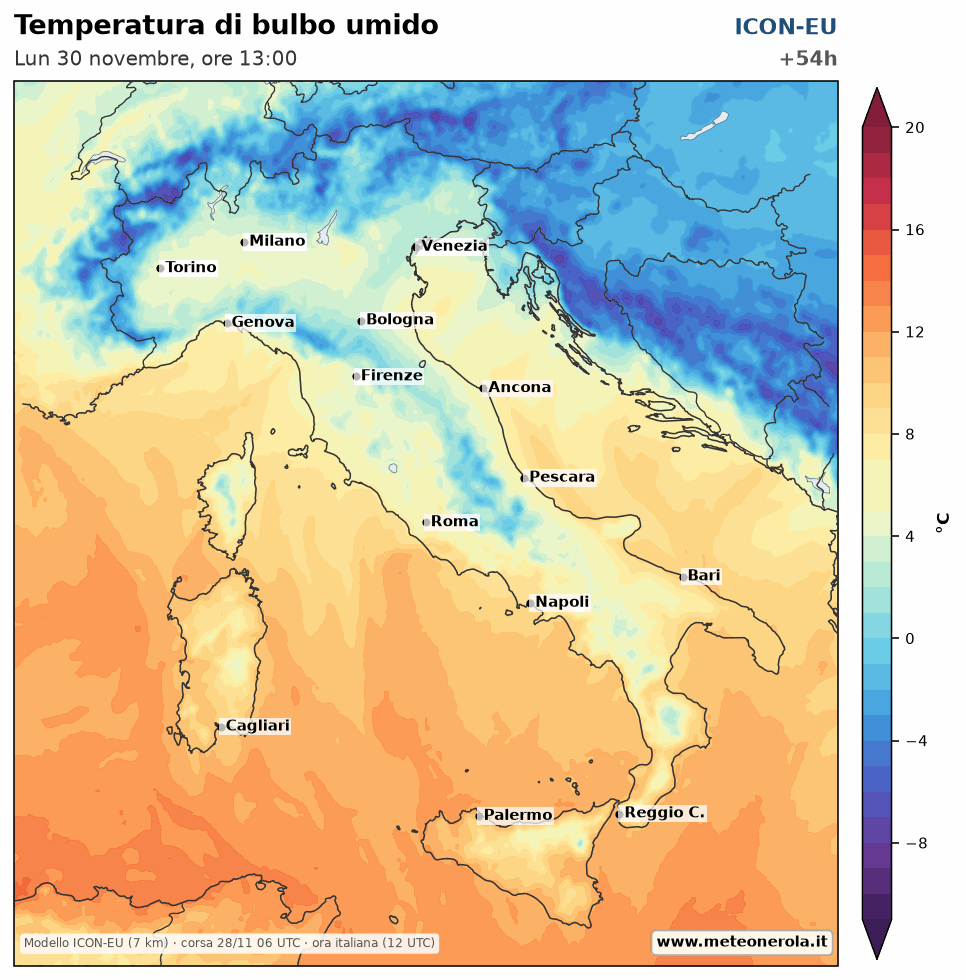 Temperatura di bulbo umido
ICON-EU
Lun 30 novembre, ore 13:00
+54h
Milano
Venezia
Torino
Genova
Bologna
Firenze
Ancona
Pescara
Roma
Bari
Napoli
Cagliari
Palermo
Reggio C.
20
16
12
8
4
0
−4
−8
°C
Modello ICON-EU (7 km) · corsa 28/11 06 UTC · ora italiana (12 UTC)
www.meteonerola.it